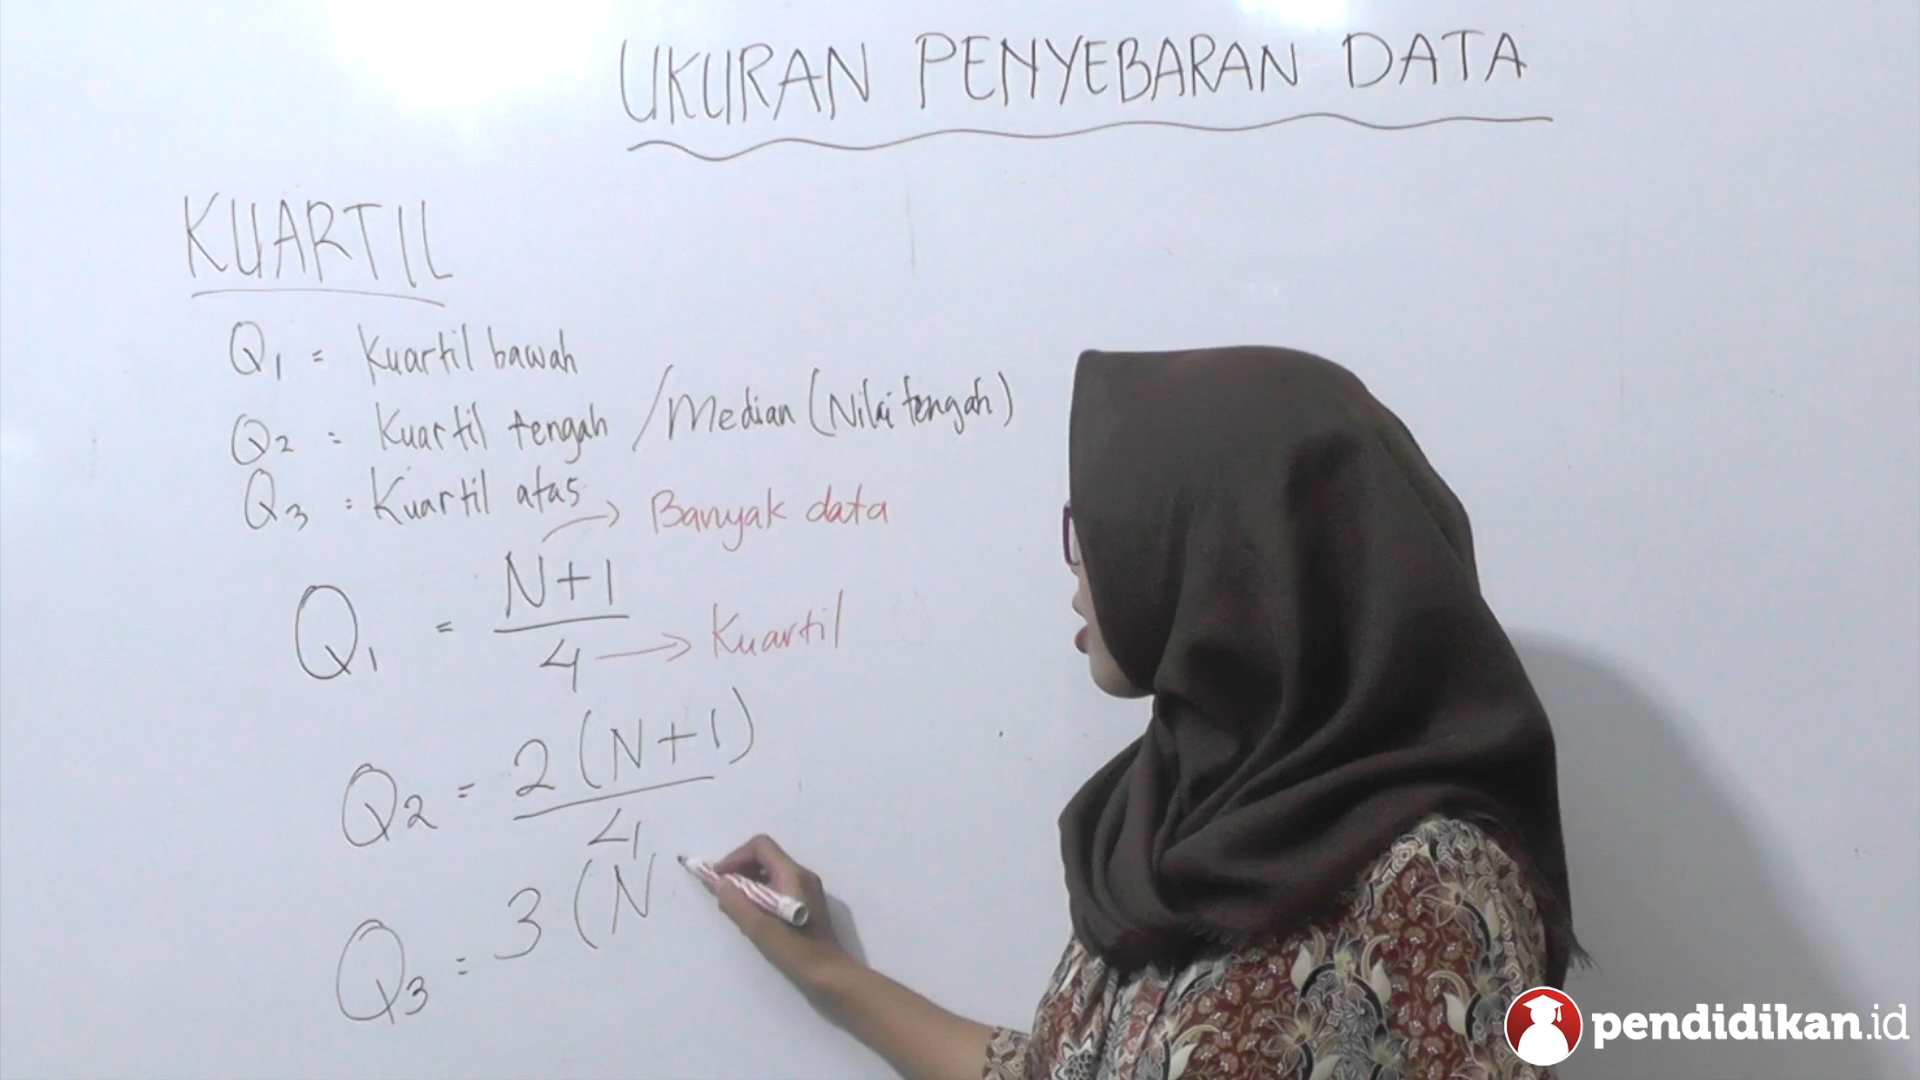 UKURAN PENYEBARAN DATA
KUARTIL
Q1 = Kuartil bawah
Q2 = Kuartil tengah / Median (Nilai tengah)
Q3 = Kuartil atas
→ Banyak data
Q1 = N+1
4 → Kuartil
Q2 = 2 (N+1)
4
Q3 = 3 (N
pendidikan.id